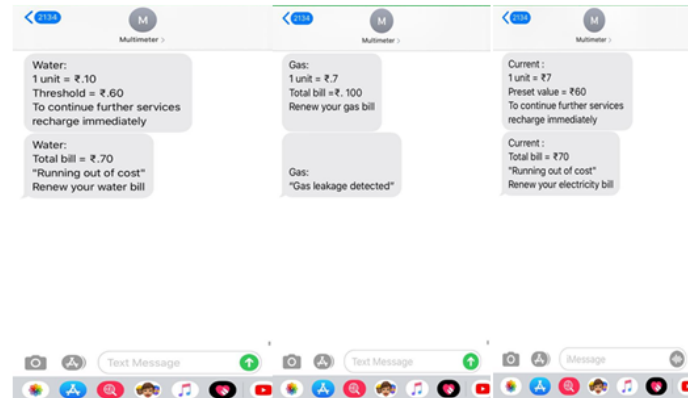 2134
M
Multimeter >
Water:
1 unit = ₹.10
Threshold = ₹.60
To continue further services
recharge immediately
Water:
Total bill = ₹.70
"Running out of cost"
Renew your water bill
Text Message
2134
M
Multimeter >
Gas:
1 unit = ₹.7
Total bill =₹. 100
Renew your gas bill
Gas:
"Gas leakage detected"
Text Message
2134
M
Multimeter >
Current :
1 unit = ₹7
Preset value = ₹60
To continue further services
recharge immediately
Current :
Total bill = ₹70
"Running out of cost"
Renew your electricity bill
iMessage